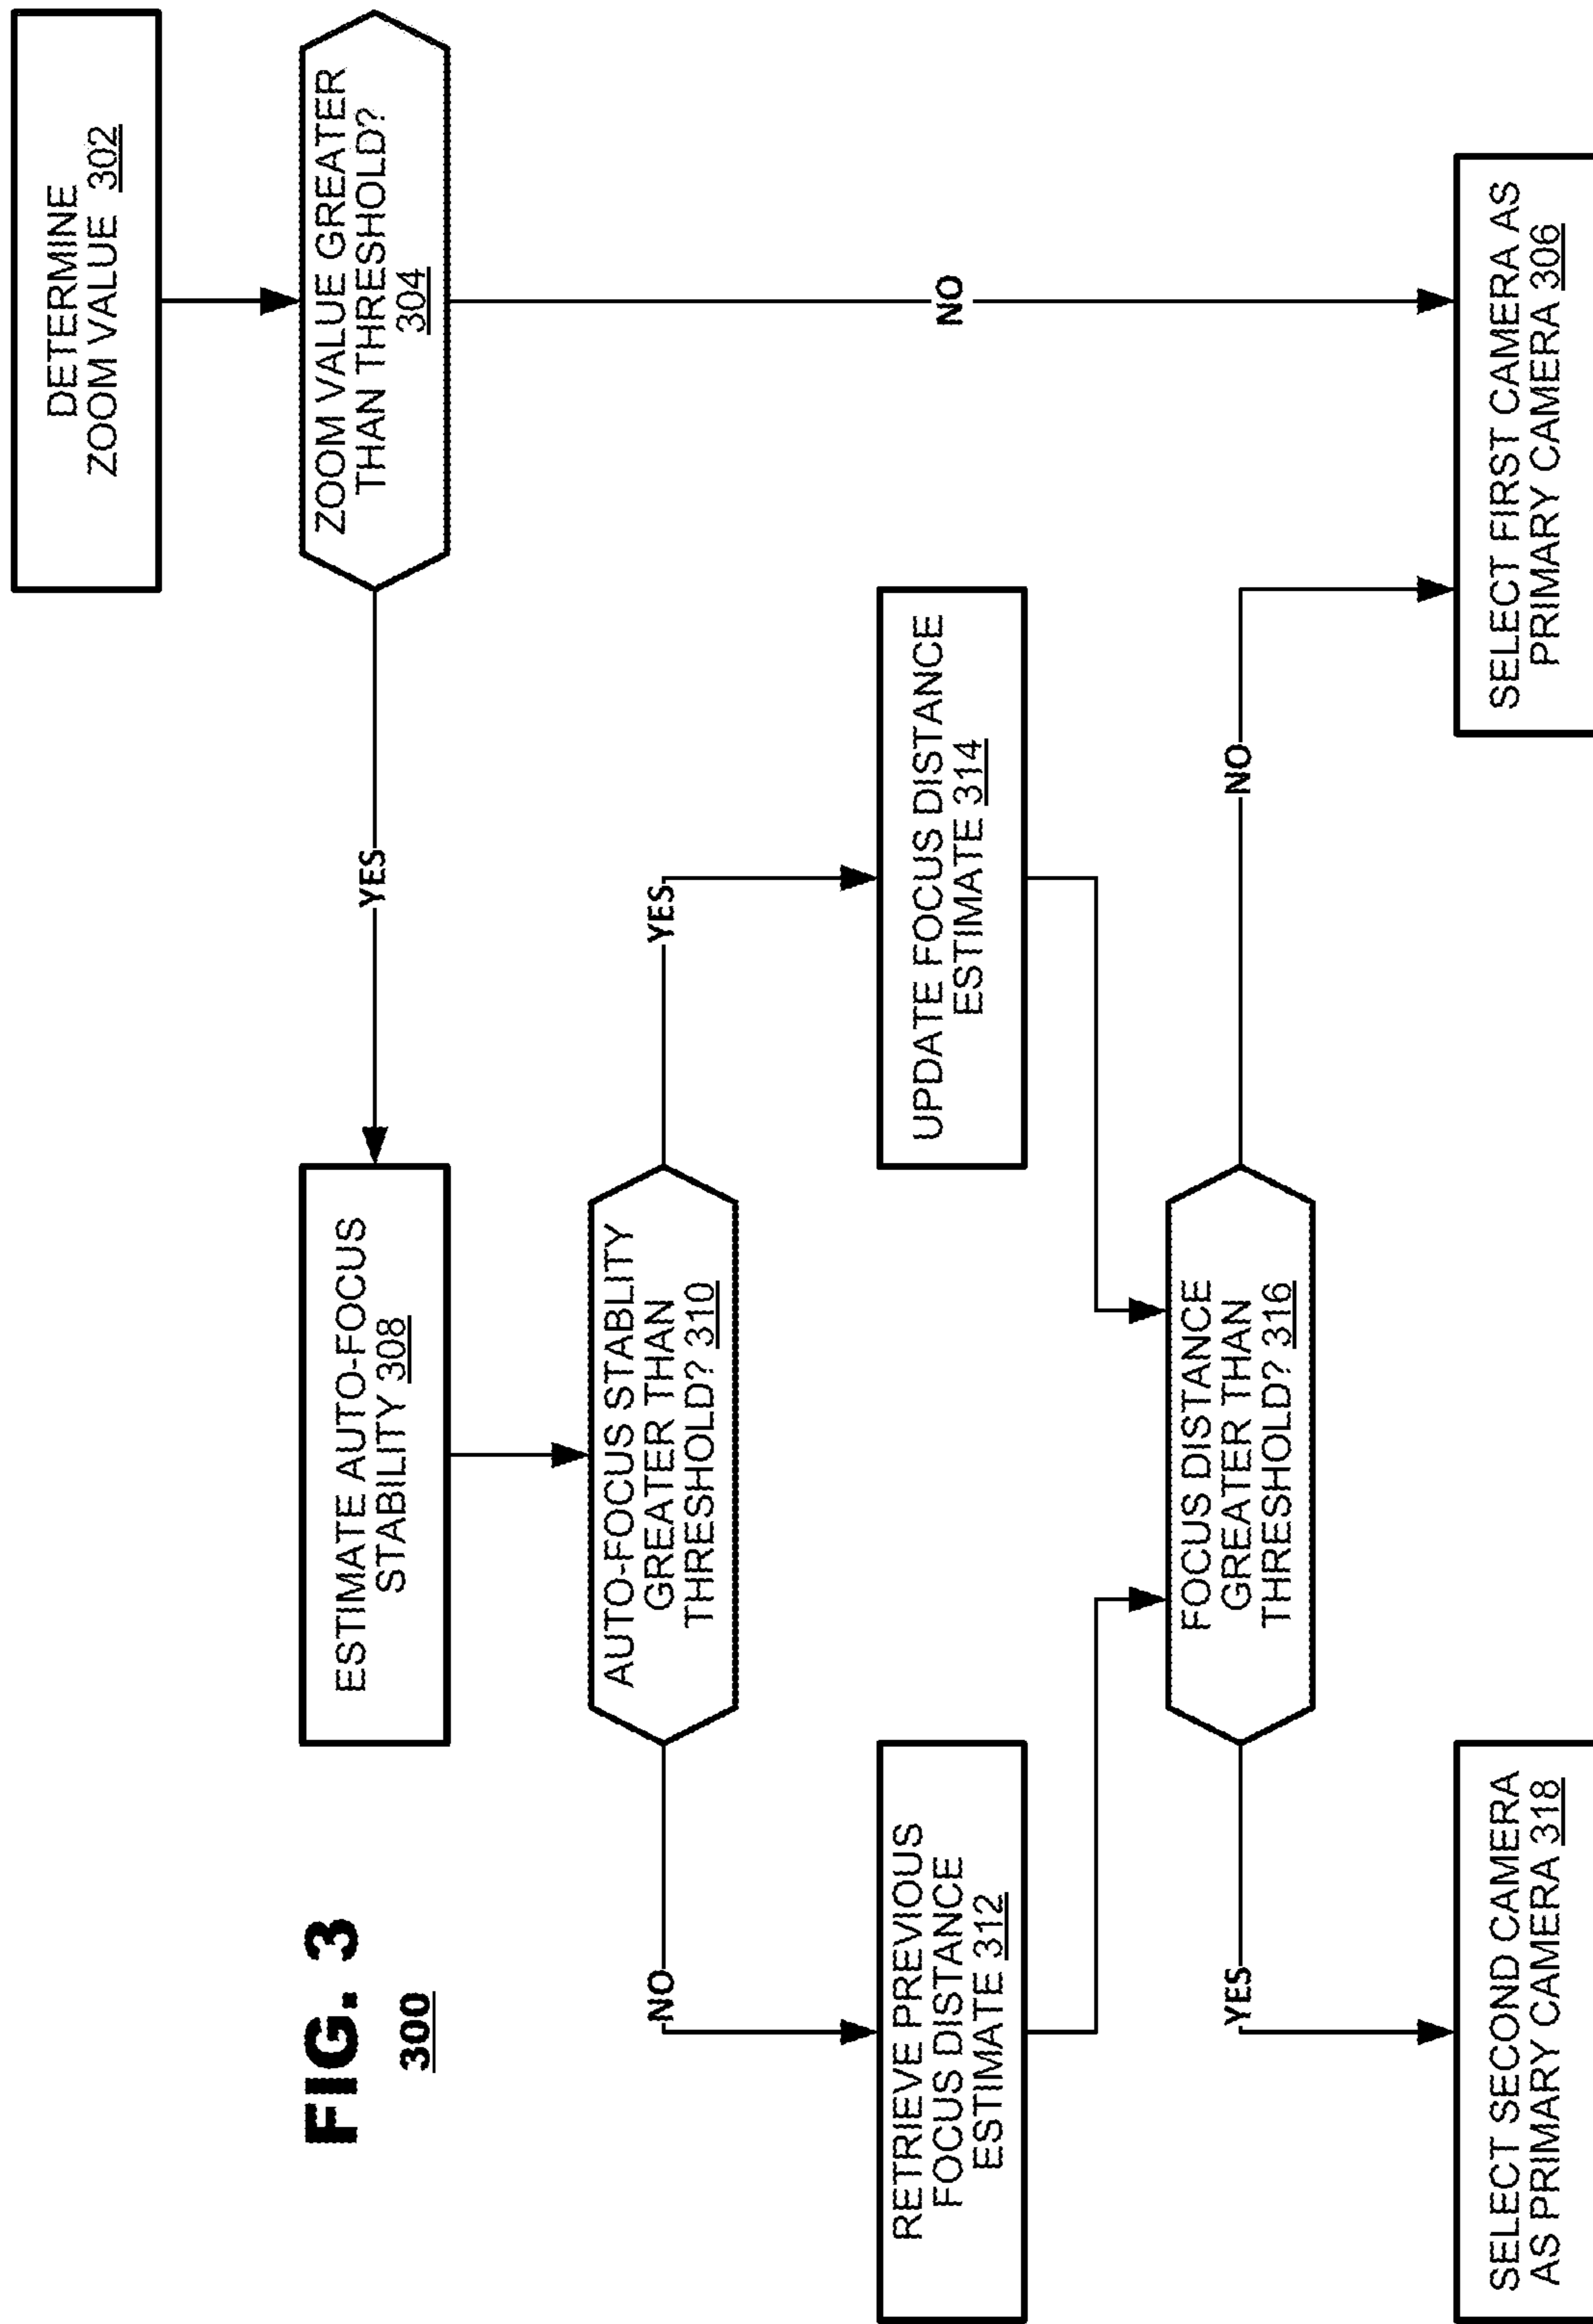 FIG. 3
300
DETERMINE
ZOOM VALUE 302
ZOOM VALUE GREATER
THAN THRESHOLD?
304
YES
NO
ESTIMATE AUTO-FOCUS
STABILITY 308
AUTO-FOCUS STABLITY
GREATER THAN
THRESHOLD? 310
NO
YES
RETRIEVE PREVIOUS
FOCUS DISTANCE
ESTIMATE 312
UPDATE FOCUS DISTANCE
ESTIMATE 314
FOCUS DISTANCE
GREATER THAN
THRESHOLD? 316
YES
NO
SELECT SECOND CAMERA
AS PRIMARY CAMERA 318
SELECT FIRST CAMERA AS
PRIMARY CAMERA 306